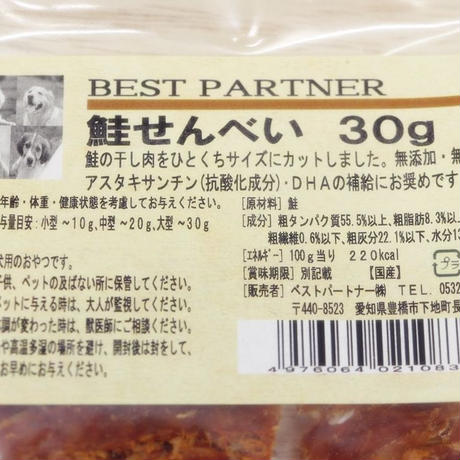 BEST PARTNER
鮭せんべい 30g
鮭の干し肉をひとくちサイズにカットしました。無添加・無
アスタキサンチン(抗酸化成分)・DHAの補給にお奨めです
年齢・体重・健康状態を考慮してお与えください。
与量目安:小型 ~10g、中型 ~20g、大型 ~30g
犬用のおやつです。
子供、ペットの及ばない所に保管してください。
ペットに与える時は、大人が監視してください。
体調が変わった時は、獣医師にご相談ください。
や高温多湿の場所を避け、開封後は封をして、
お早めにお与えください。
[原材料] 鮭
[成分] 粗タンパク質55.5%以上、粗脂肪8.3%以上、
粗繊維0.6%以下、粗灰分22.1%以下、水分13
[エネルギー] 100g当り 220kcal
[賞味期限] 別記載 【国産】
[販売者] ベストパートナー㈱ TEL. 0532
〒440-8523 愛知県豊橋市下地町長
プラ
4976064021083